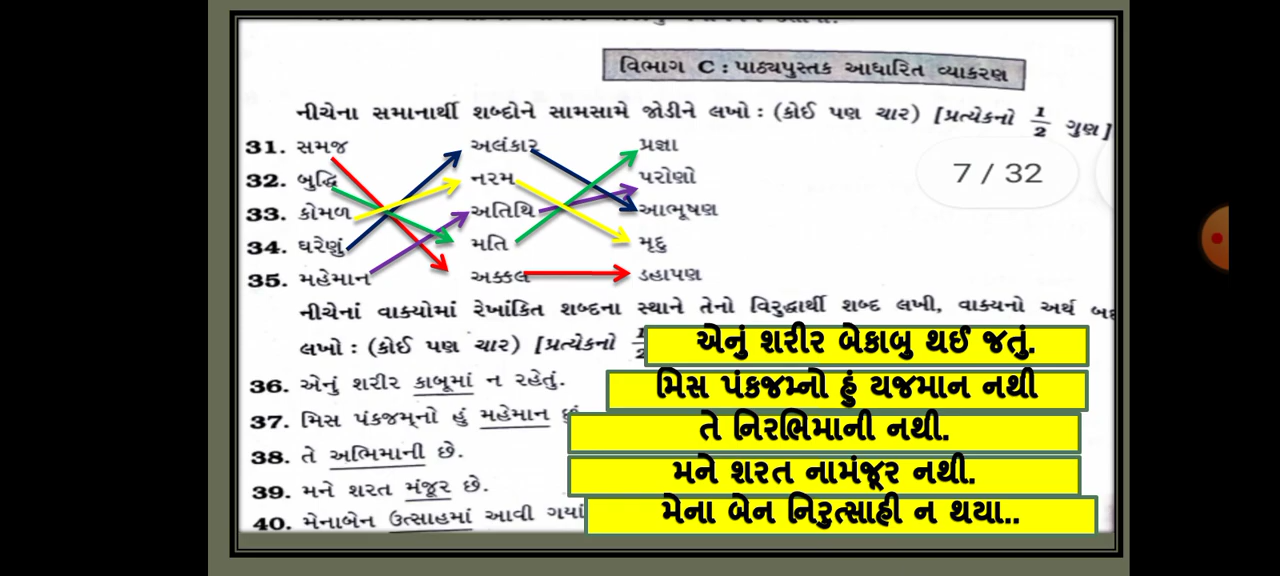 વિભાગ C : પાઠ્યપુસ્તક આધારિત વ્યાકરણ
નીચેના સમાનાર્થી શબ્દોને સામસામે જોડીને લખો : (કોઈ પણ ચાર) [પ્રત્યેકનો 1/2 ગુણ]
31. સમજ અલંકાર પ્રજ્ઞા
32. બુદ્ધિ નરમ પરોણો
7 / 32
33. કોમળ અતિથિ આભૂષણ
34. ઘરેણું મતિ મૃદુ
35. મહેમાન અક્કલ ડહાપણ
નીચેનાં વાક્યોમાં રેખાંકિત શબ્દના સ્થાને તેનો વિરુદ્ધાર્થી શબ્દ લખી, વાક્યનો અર્થ
લખો : (કોઈ પણ ચાર) [પ્રત્યેકનો
એનું શરીર બેકાબુ થઈ જતું.
36. એનું શરીર કાબૂમાં ન રહેતું.
મિસ પંકજમ્નો હું યજમાન નથી
37. મિસ પંકજમ્‌નો હું મહેમાન છું
તે નિરભિમાની નથી.
38. તે અભિમાની છે.
મને શરત નામંજૂર નથી.
39. મને શરત મંજૂર છે.
મેના બેન નિરુત્સાહી ન થયા..
40. મેનાબેન ઉત્સાહમાં આવી ગયાં